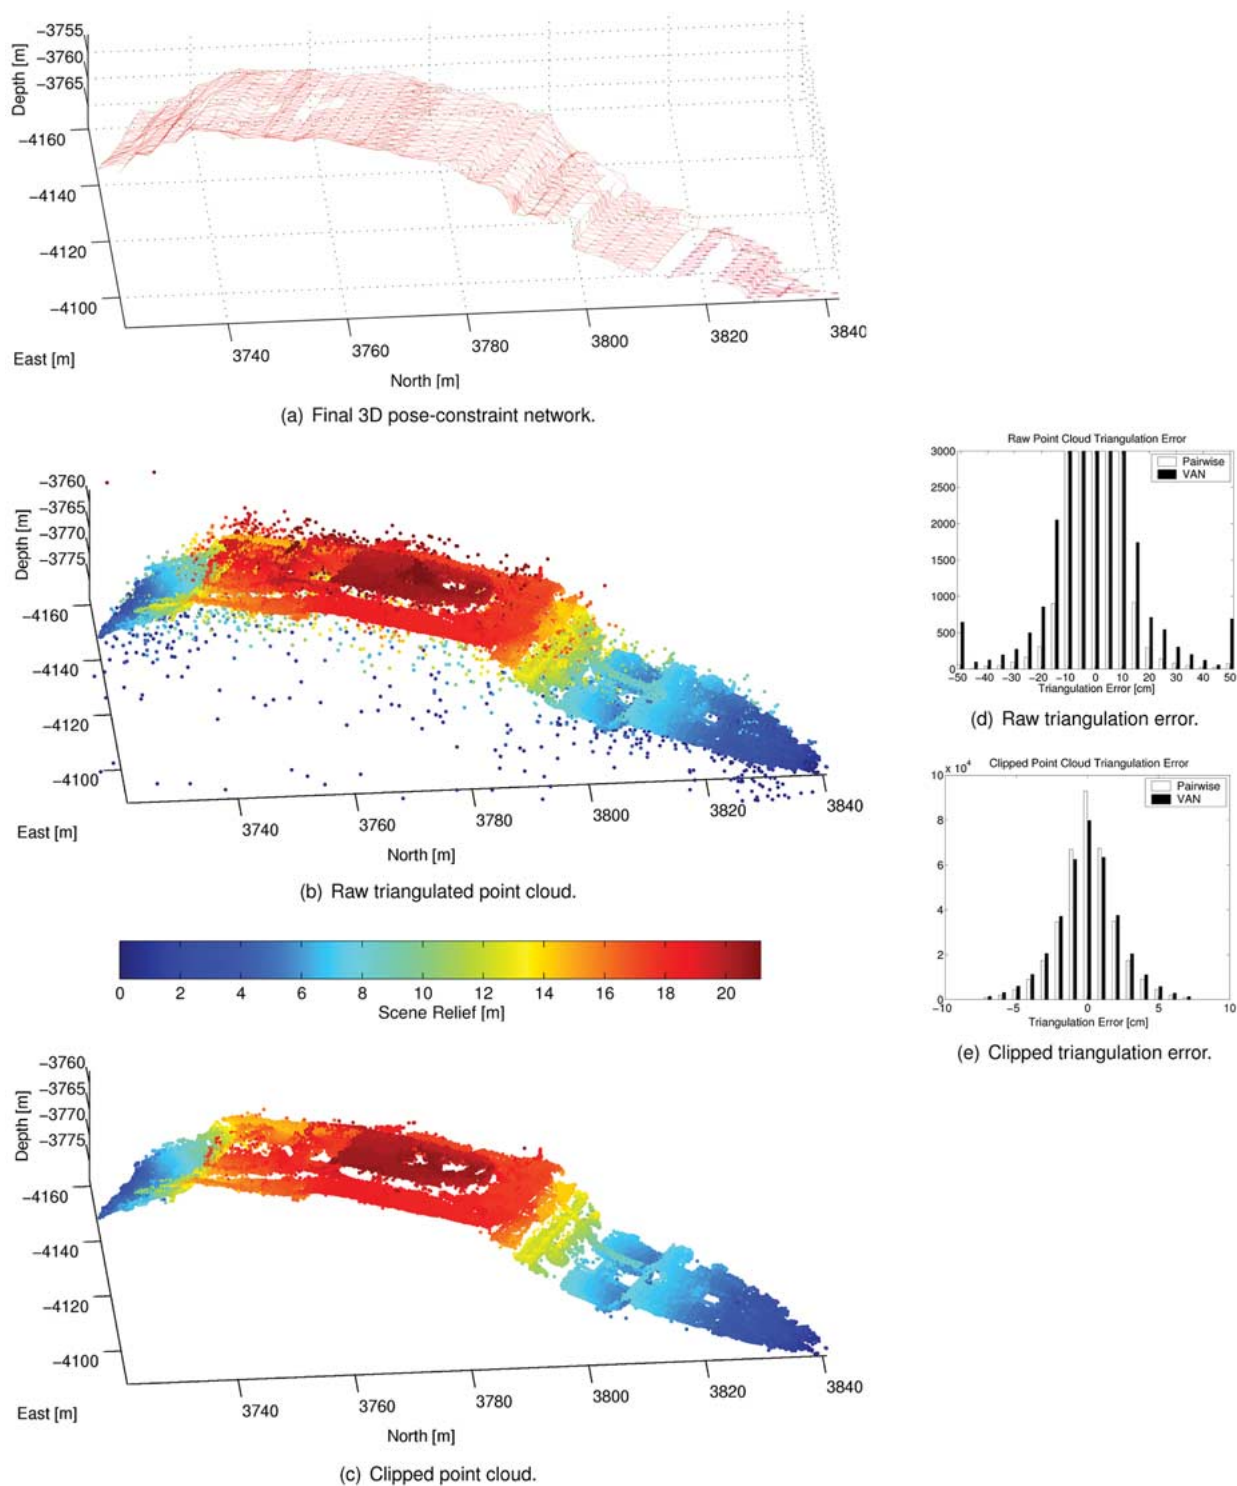 −3755
−3760
−3765
Depth [m]
−4160
−4140
−4120
−4100
East [m]
3740
3760
3780
3800
3820
3840
North [m]
(a) Final 3D pose-constraint network.
−3760
−3765
−3770
−3775
Depth [m]
−4160
−4140
−4120
−4100
East [m]
3740
3760
3780
3800
3820
3840
North [m]
(b) Raw triangulated point cloud.
0 2 4 6 8 10 12 14 16 18 20
Scene Relief [m]
−3760
−3765
−3770
−3775
Depth [m]
−4160
−4140
−4120
−4100
East [m]
3740
3760
3780
3800
3820
3840
North [m]
(c) Clipped point cloud.
Raw Point Cloud Triangulation Error
3000
2500
2000
1500
1000
500
0
Pairwise
VAN
−50 −40 −30 −20 −10 0 10 20 30 40 50
Triangulation Error [cm]
(d) Raw triangulation error.
Clipped Point Cloud Triangulation Error
x 10⁴
10
8
6
4
2
0
Pairwise
VAN
−10 −5 0 5 10
Triangulation Error [cm]
(e) Clipped triangulation error.